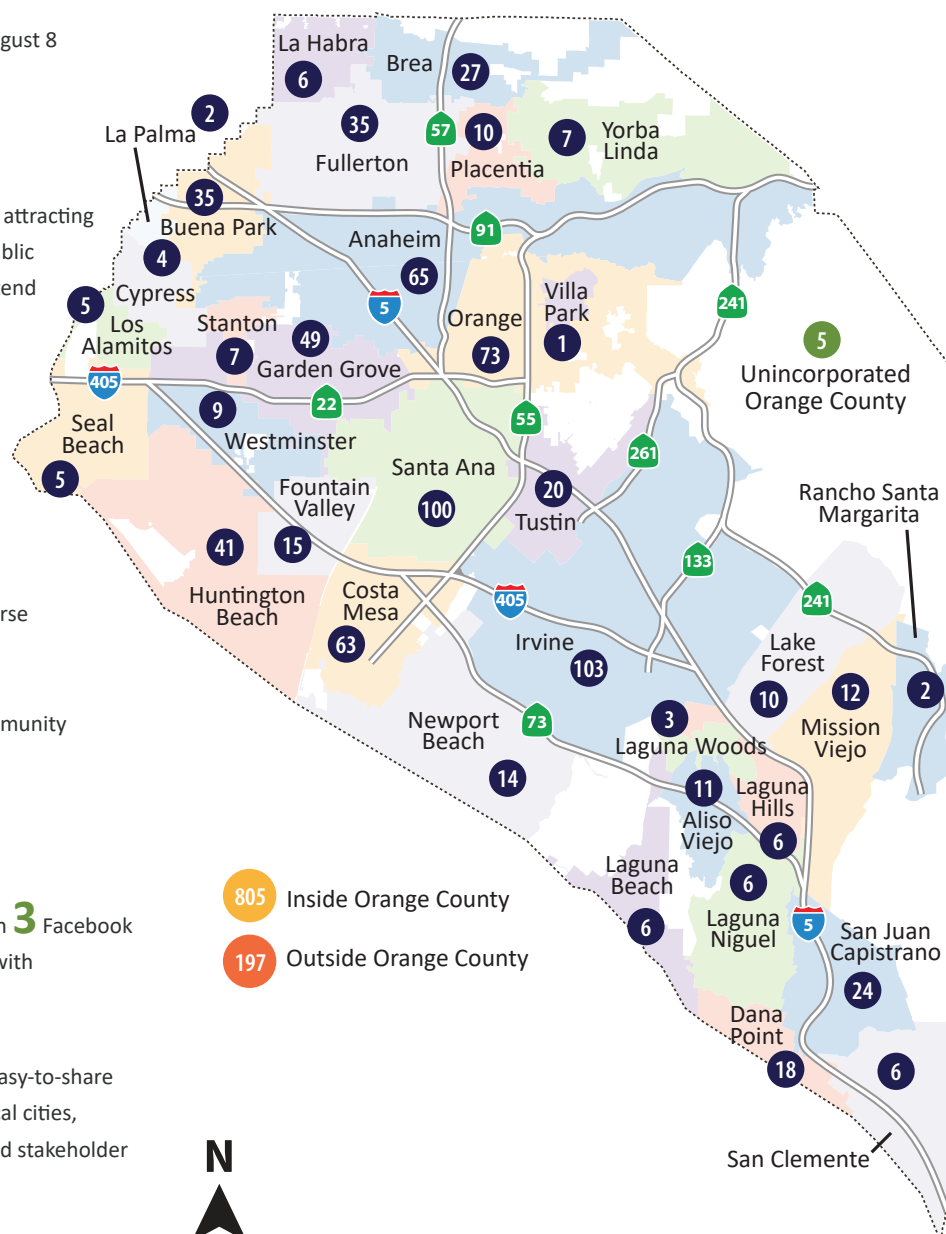 gust 8
attracting
blic
tend
rse
munity
n 3 Facebook
with
asy-to-share
cal cities,
d stakeholder
La Habra
6
Brea
27
2
La Palma
35
Fullerton
57
10
Placentia
7
Yorba
Linda
35
Buena Park
91
Anaheim
65
4
Cypress
5
Los
Alamitos
5
Orange
73
Villa
Park
1
241
5
Unincorporated
Orange County
Stanton
7
49
Garden Grove
405
22
9
Westminster
55
261
Seal
Beach
5
Santa Ana
100
Fountain
Valley
15
20
Tustin
Rancho Santa
Margarita
41
Huntington
Beach
133
Costa
Mesa
63
405
241
Irvine
103
Lake
Forest
10
12
Mission
Viejo
2
Newport
Beach
14
73
3
Laguna Woods
11
Aliso
Viejo
Laguna
Hills
6
Laguna
Beach
6
6
Laguna
Niguel
5
San Juan
Capistrano
24
Dana
Point
18
6
San Clemente
805 Inside Orange County
197 Outside Orange County
N